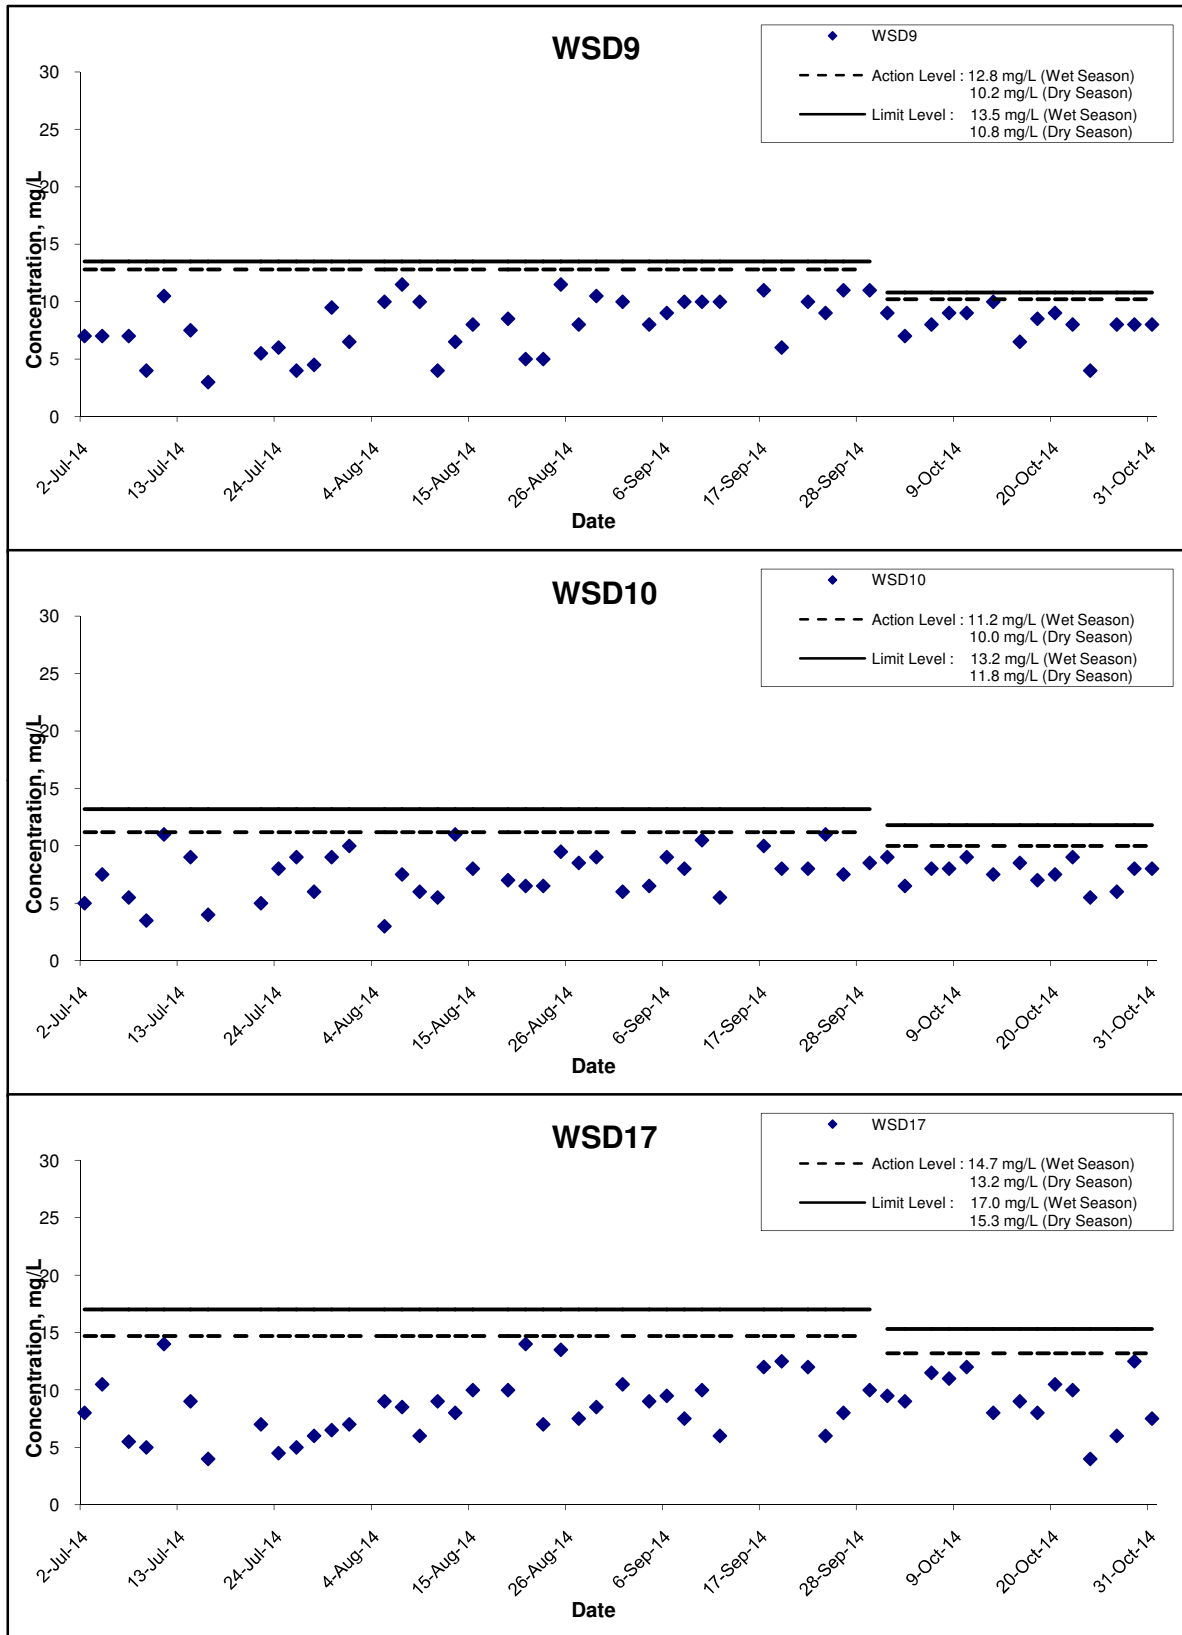 WSD9
WSD9
Action Level : 12.8 mg/L (Wet Season)
10.2 mg/L (Dry Season)
Limit Level : 13.5 mg/L (Wet Season)
10.8 mg/L (Dry Season)
30
25
20
15
10
5
0
Concentration, mg/L
2-Jul-14
13-Jul-14
24-Jul-14
4-Aug-14
15-Aug-14
26-Aug-14
6-Sep-14
17-Sep-14
28-Sep-14
9-Oct-14
20-Oct-14
31-Oct-14
Date
WSD10
WSD10
Action Level : 11.2 mg/L (Wet Season)
10.0 mg/L (Dry Season)
Limit Level : 13.2 mg/L (Wet Season)
11.8 mg/L (Dry Season)
30
25
20
15
10
5
0
Concentration, mg/L
2-Jul-14
13-Jul-14
24-Jul-14
4-Aug-14
15-Aug-14
26-Aug-14
6-Sep-14
17-Sep-14
28-Sep-14
9-Oct-14
20-Oct-14
31-Oct-14
Date
WSD17
WSD17
Action Level : 14.7 mg/L (Wet Season)
13.2 mg/L (Dry Season)
Limit Level : 17.0 mg/L (Wet Season)
15.3 mg/L (Dry Season)
30
25
20
15
10
5
0
Concentration, mg/L
2-Jul-14
13-Jul-14
24-Jul-14
4-Aug-14
15-Aug-14
26-Aug-14
6-Sep-14
17-Sep-14
28-Sep-14
9-Oct-14
20-Oct-14
31-Oct-14
Date